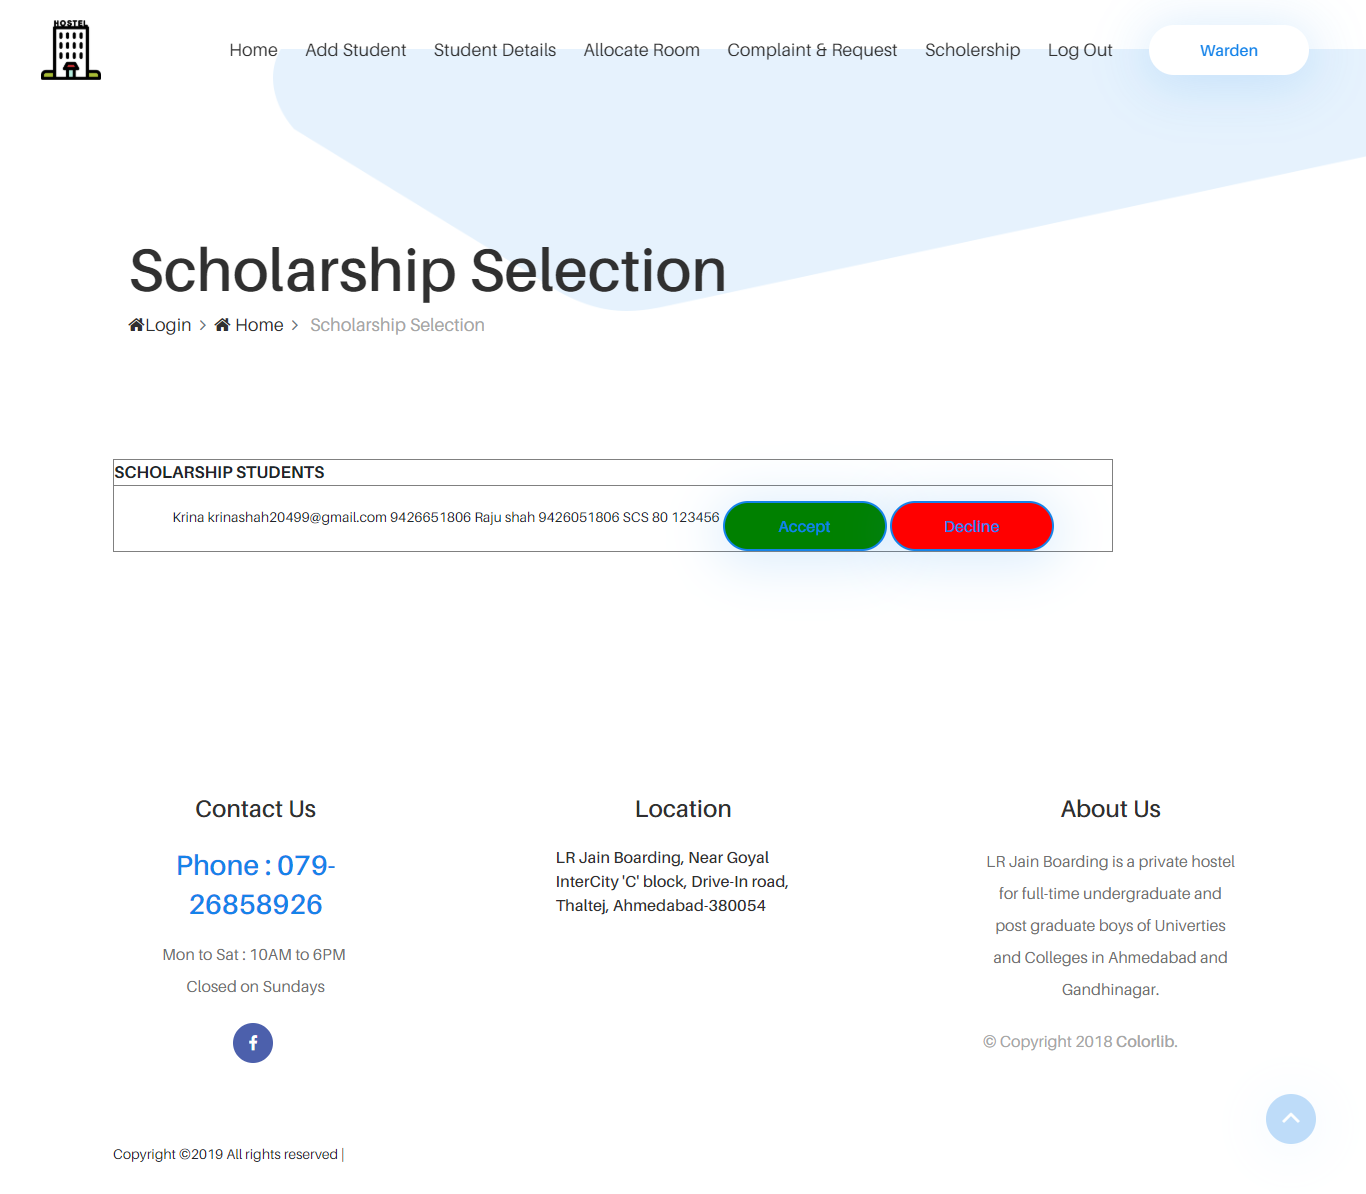 HOSTEL
Home Add Student Student Details Allocate Room Complaint & Request Scholership Log Out Warden
Scholarship Selection
Login > Home > Scholarship Selection
SCHOLARSHIP STUDENTS
Krina krinashah20499@gmail.com 9426651806 Raju shah 9426051806 SCS 80 123456 Accept Decline
Contact Us
Phone : 079-
26858926
Mon to Sat : 10AM to 6PM
Closed on Sundays
Location
LR Jain Boarding, Near Goyal
InterCity 'C' block, Drive-In road,
Thaltej, Ahmedabad-380054
About Us
LR Jain Boarding is a private hostel
for full-time undergraduate and
post graduate boys of Univerties
and Colleges in Ahmedabad and
Gandhinagar.
© Copyright 2018 Colorlib.
Copyright ©2019 All rights reserved |